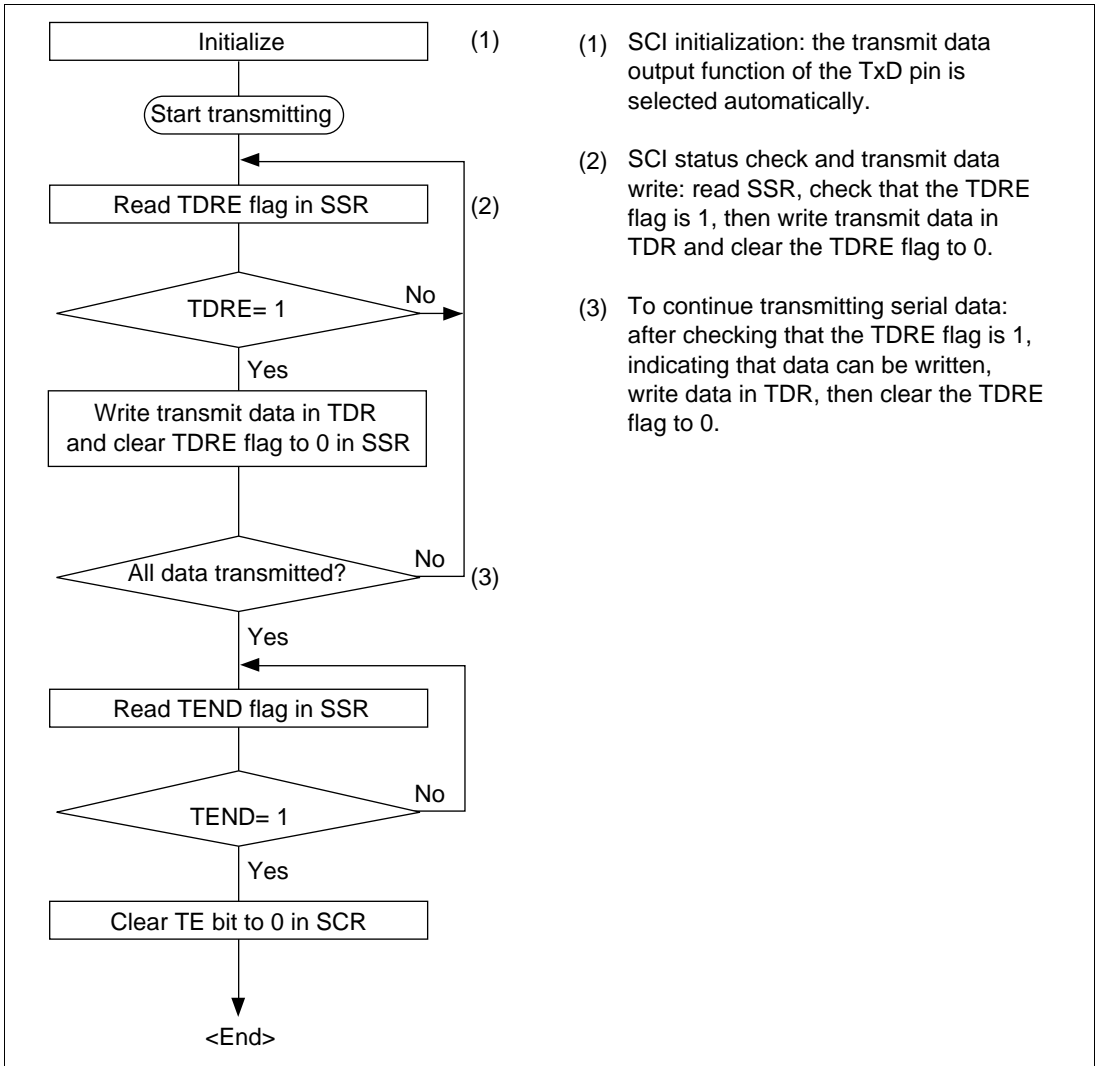 Initialize
(1)
Start transmitting
Read TDRE flag in SSR
(2)
TDRE= 1
No
Yes
Write transmit data in TDR
and clear TDRE flag to 0 in SSR
All data transmitted?
No
(3)
Yes
Read TEND flag in SSR
TEND= 1
No
Yes
Clear TE bit to 0 in SCR
<End>
(1) SCI initialization: the transmit data
output function of the TxD pin is
selected automatically.
(2) SCI status check and transmit data
write: read SSR, check that the TDRE
flag is 1, then write transmit data in
TDR and clear the TDRE flag to 0.
(3) To continue transmitting serial data:
after checking that the TDRE flag is 1,
indicating that data can be written,
write data in TDR, then clear the TDRE
flag to 0.